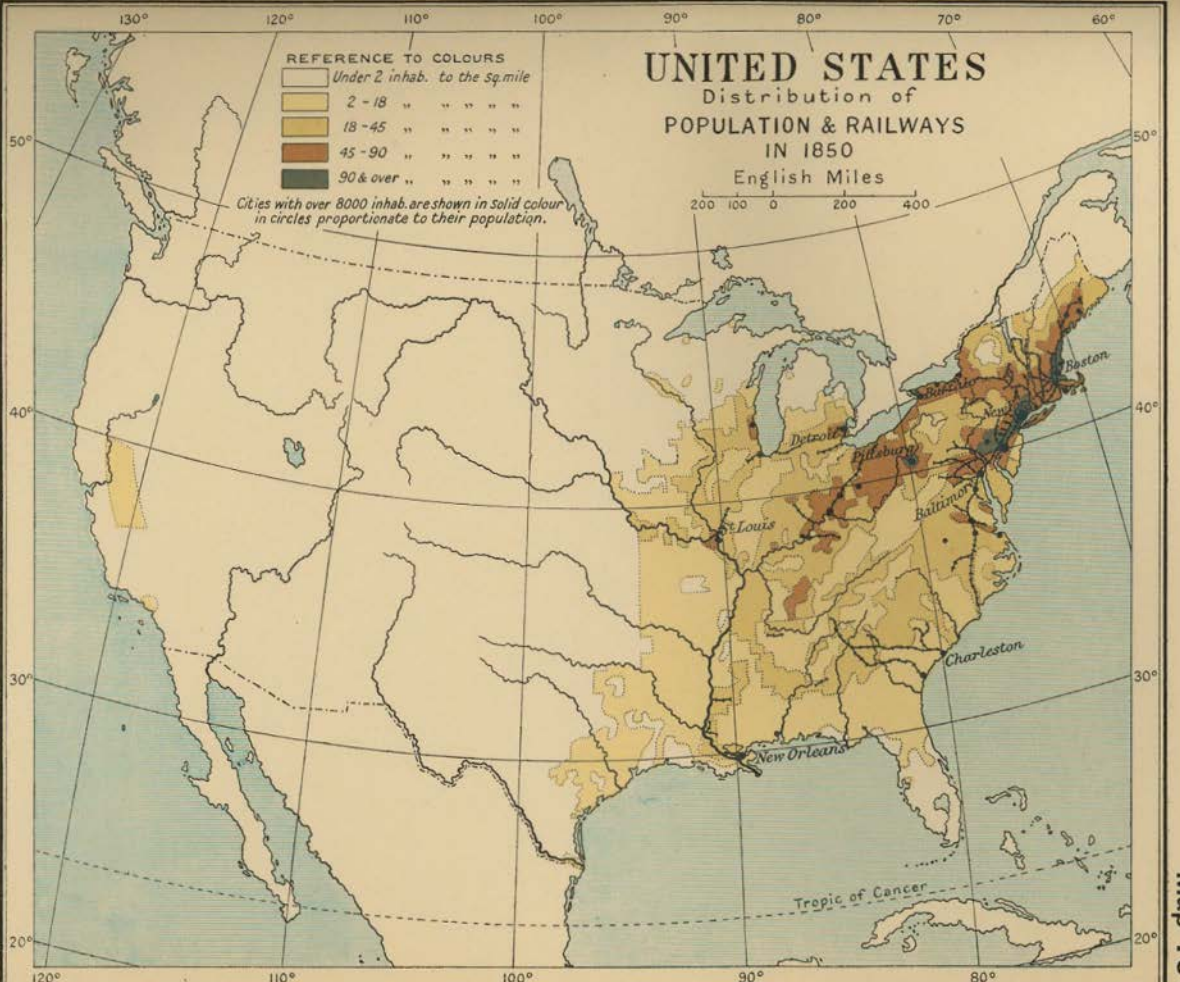 130° 120° 110° 100° 90° 80° 70° 60°
REFERENCE TO COLOURS
Under 2 inhab. to the sq. mile
2 - 18 " " " " "
18 - 45 " " " " "
45 - 90 " " " " "
90 & over " " " " "
Cities with over 8000 inhab. are shown in solid colour
in circles proportionate to their population.
UNITED STATES
Distribution of
POPULATION & RAILWAYS
IN 1850
English Miles
200 100 0 200 400
50° 50°
Boston
Buffalo
New
40° 40°
Detroit
Pittsburg
Baltimore
St. Louis
Charleston
30° 30°
New Orleans
Tropic of Cancer
20° 20°
120° 110° 100° 90° 80°